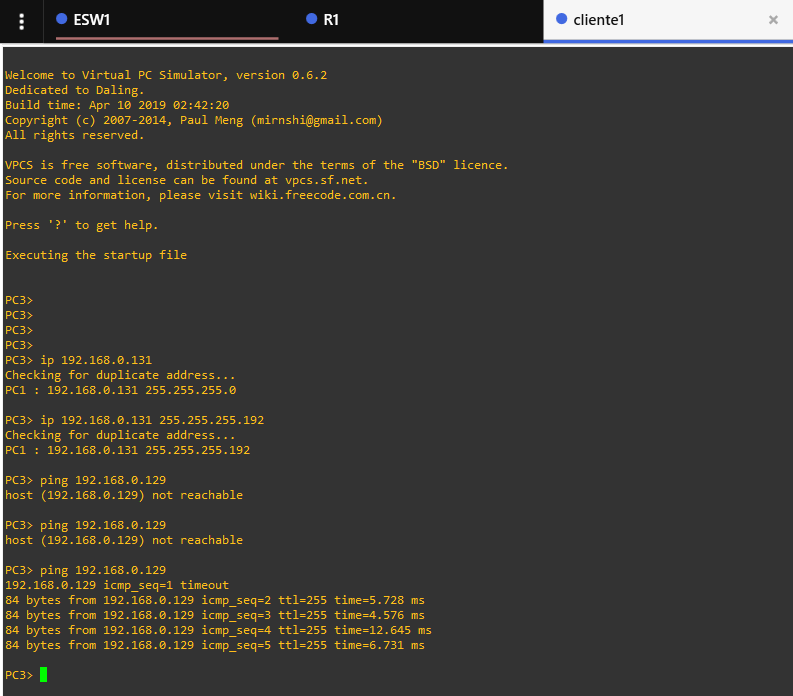 ESW1
R1
cliente1
Welcome to Virtual PC Simulator, version 0.6.2
Dedicated to Daling.
Build time: Apr 10 2019 02:42:20
Copyright (c) 2007-2014, Paul Meng (mirnshi@gmail.com)
All rights reserved.
VPCS is free software, distributed under the terms of the "BSD" licence.
Source code and license can be found at vpcs.sf.net.
For more information, please visit wiki.freecode.com.cn.
Press '?' to get help.
Executing the startup file
PC3>
PC3>
PC3>
PC3>
PC3> ip 192.168.0.131
Checking for duplicate address...
PC1 : 192.168.0.131 255.255.255.0
PC3> ip 192.168.0.131 255.255.255.192
Checking for duplicate address...
PC1 : 192.168.0.131 255.255.255.192
PC3> ping 192.168.0.129
host (192.168.0.129) not reachable
PC3> ping 192.168.0.129
host (192.168.0.129) not reachable
PC3> ping 192.168.0.129
192.168.0.129 icmp_seq=1 timeout
84 bytes from 192.168.0.129 icmp_seq=2 ttl=255 time=5.728 ms
84 bytes from 192.168.0.129 icmp_seq=3 ttl=255 time=4.576 ms
84 bytes from 192.168.0.129 icmp_seq=4 ttl=255 time=12.645 ms
84 bytes from 192.168.0.129 icmp_seq=5 ttl=255 time=6.731 ms
PC3>